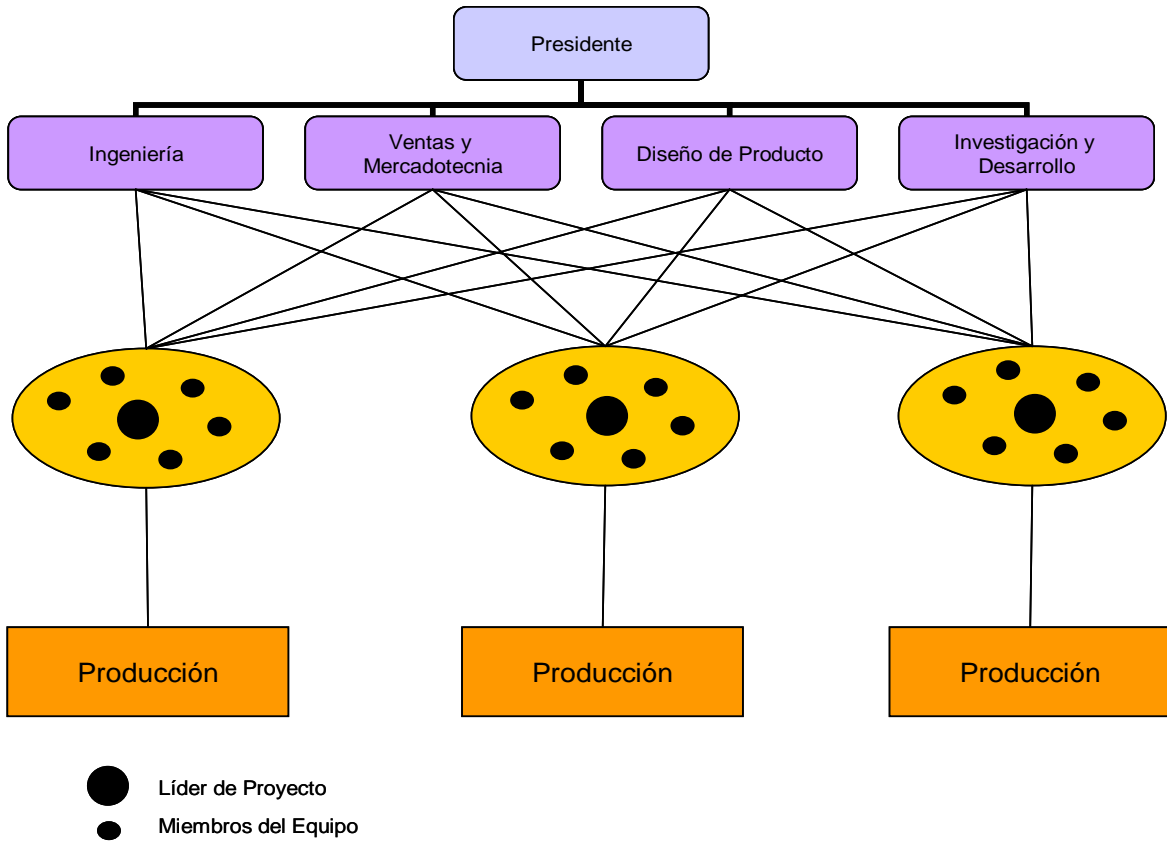 Presidente
Ingeniería
Ventas y
Mercadotecnia
Diseño de Producto
Investigación y
Desarrollo
Producción
Producción
Producción
Líder de Proyecto
Miembros del Equipo